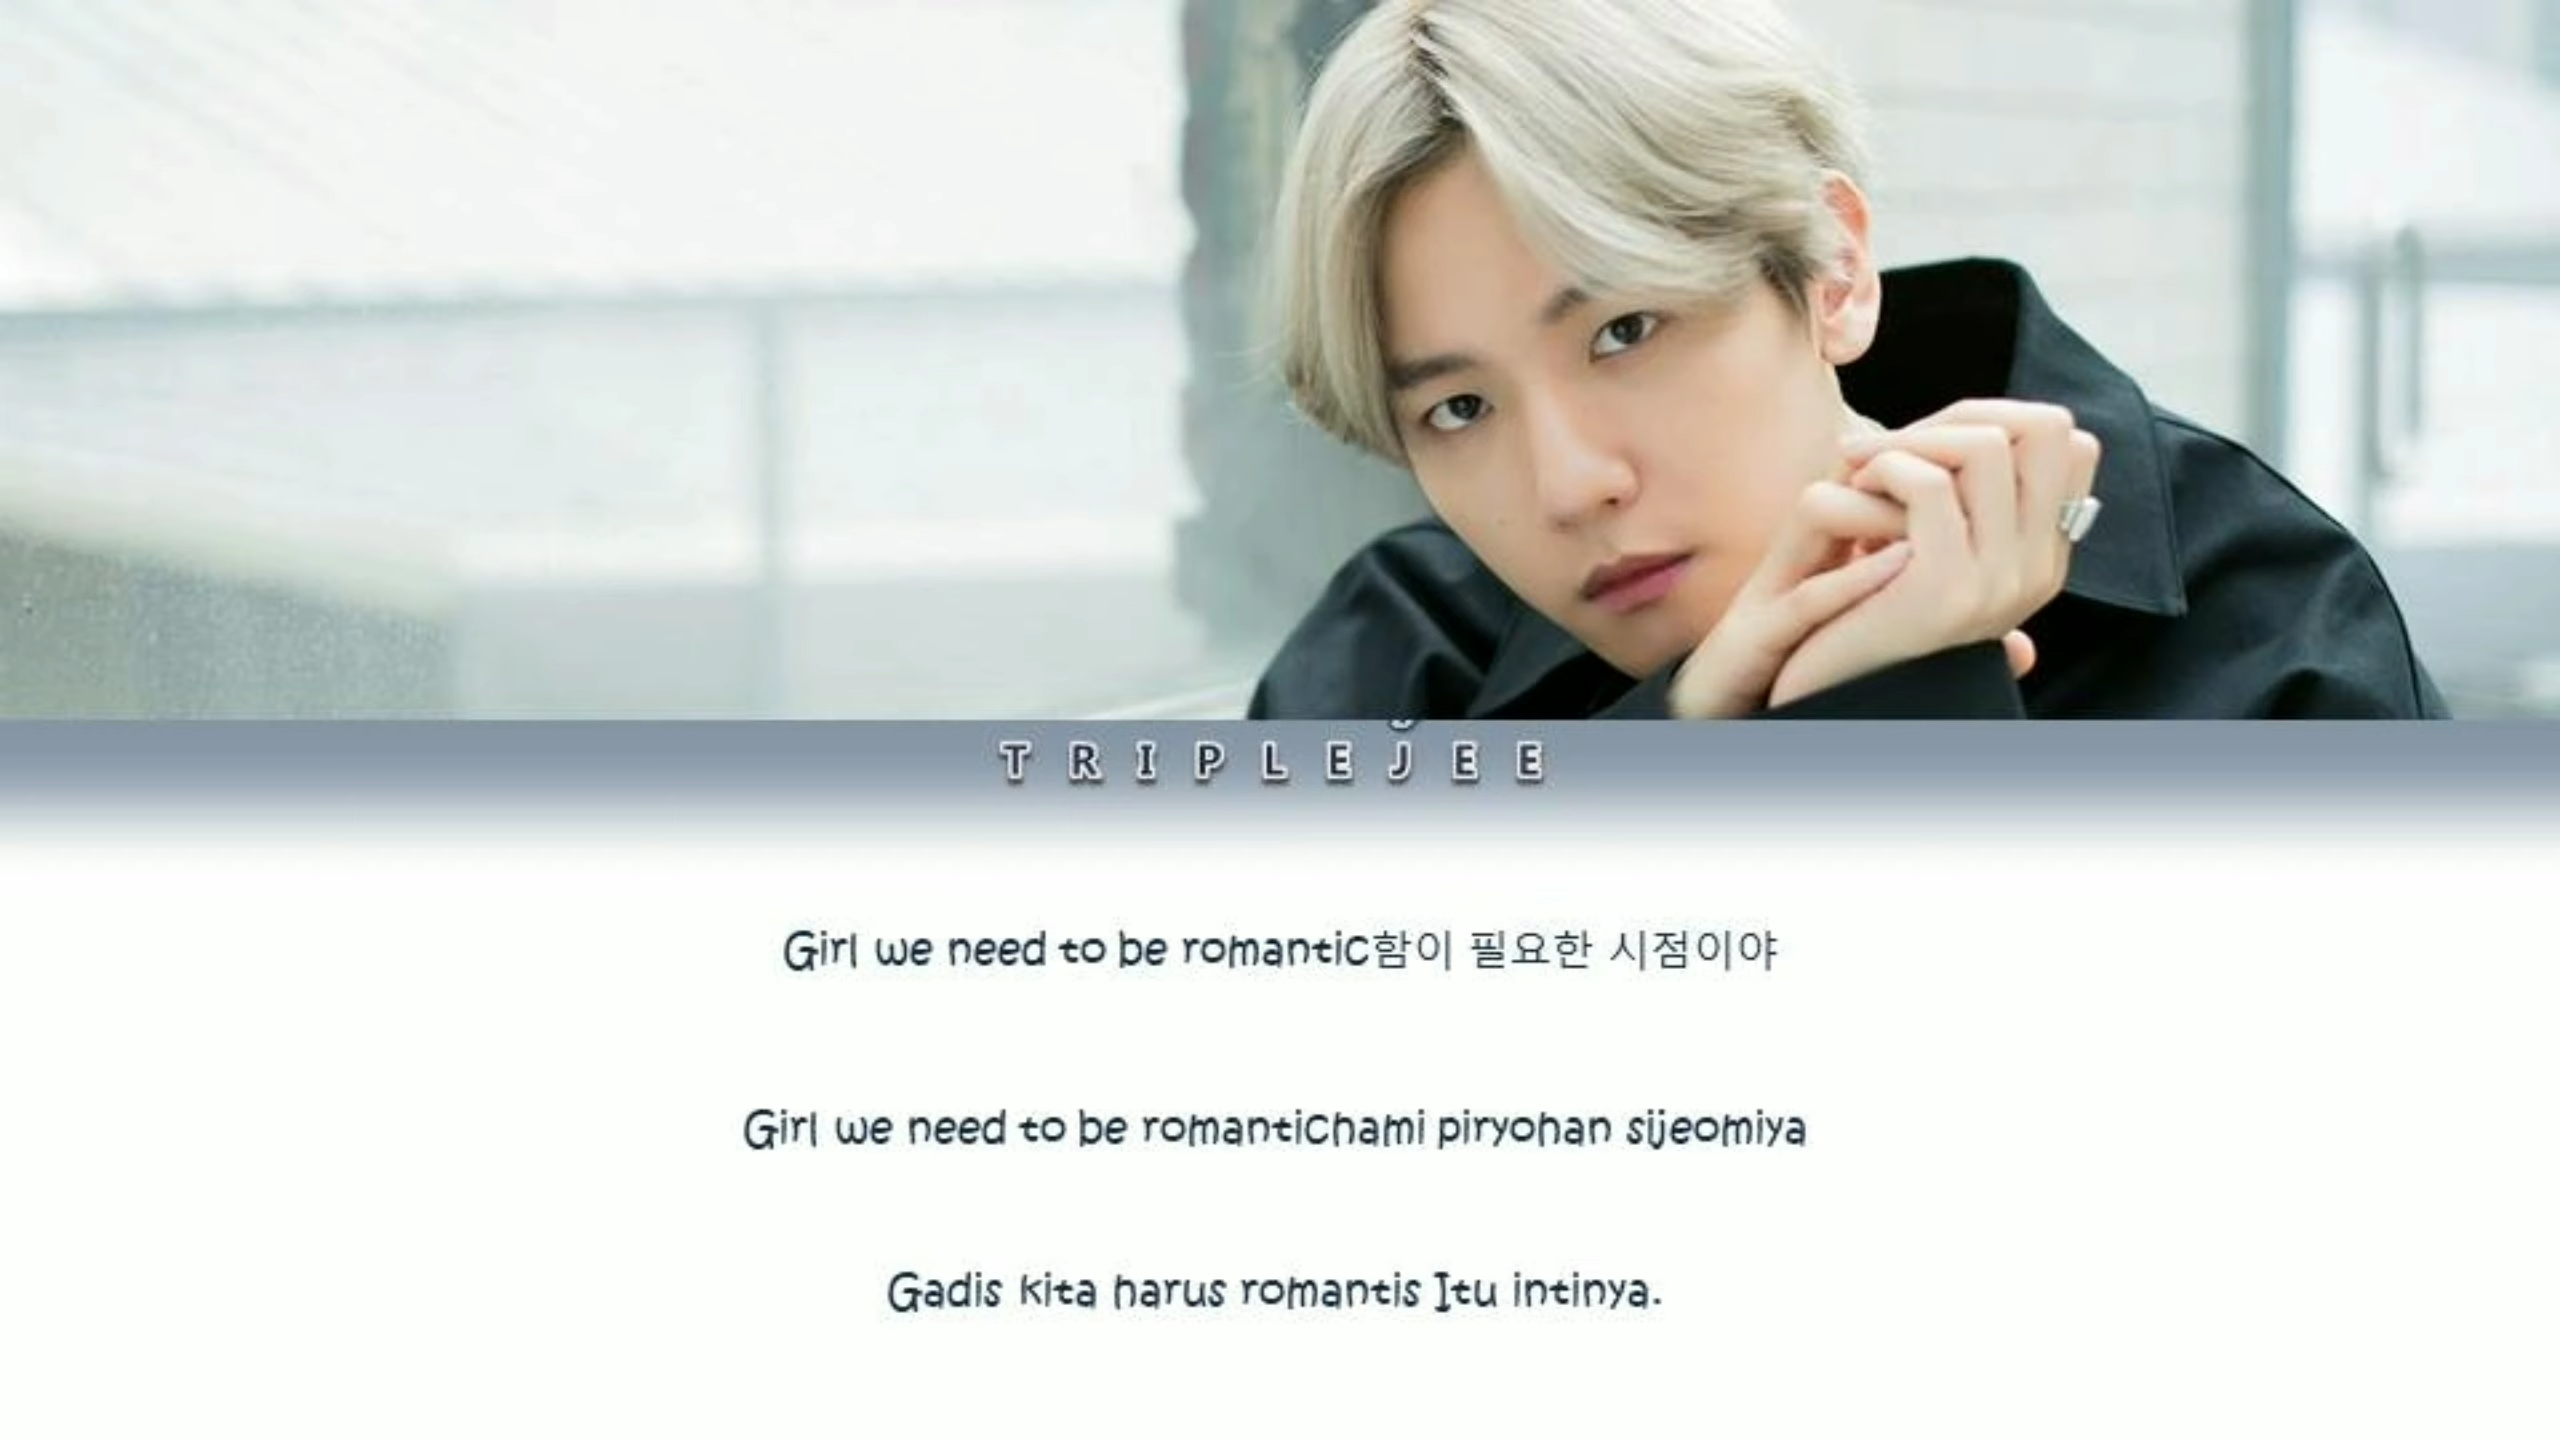 TRIPLEJEE
Girl we need to be romantic함이 필요한 시점이야
Girl we need to be romantichami piryohan sijeomiya
Gadis kita harus romantis Itu intinya.